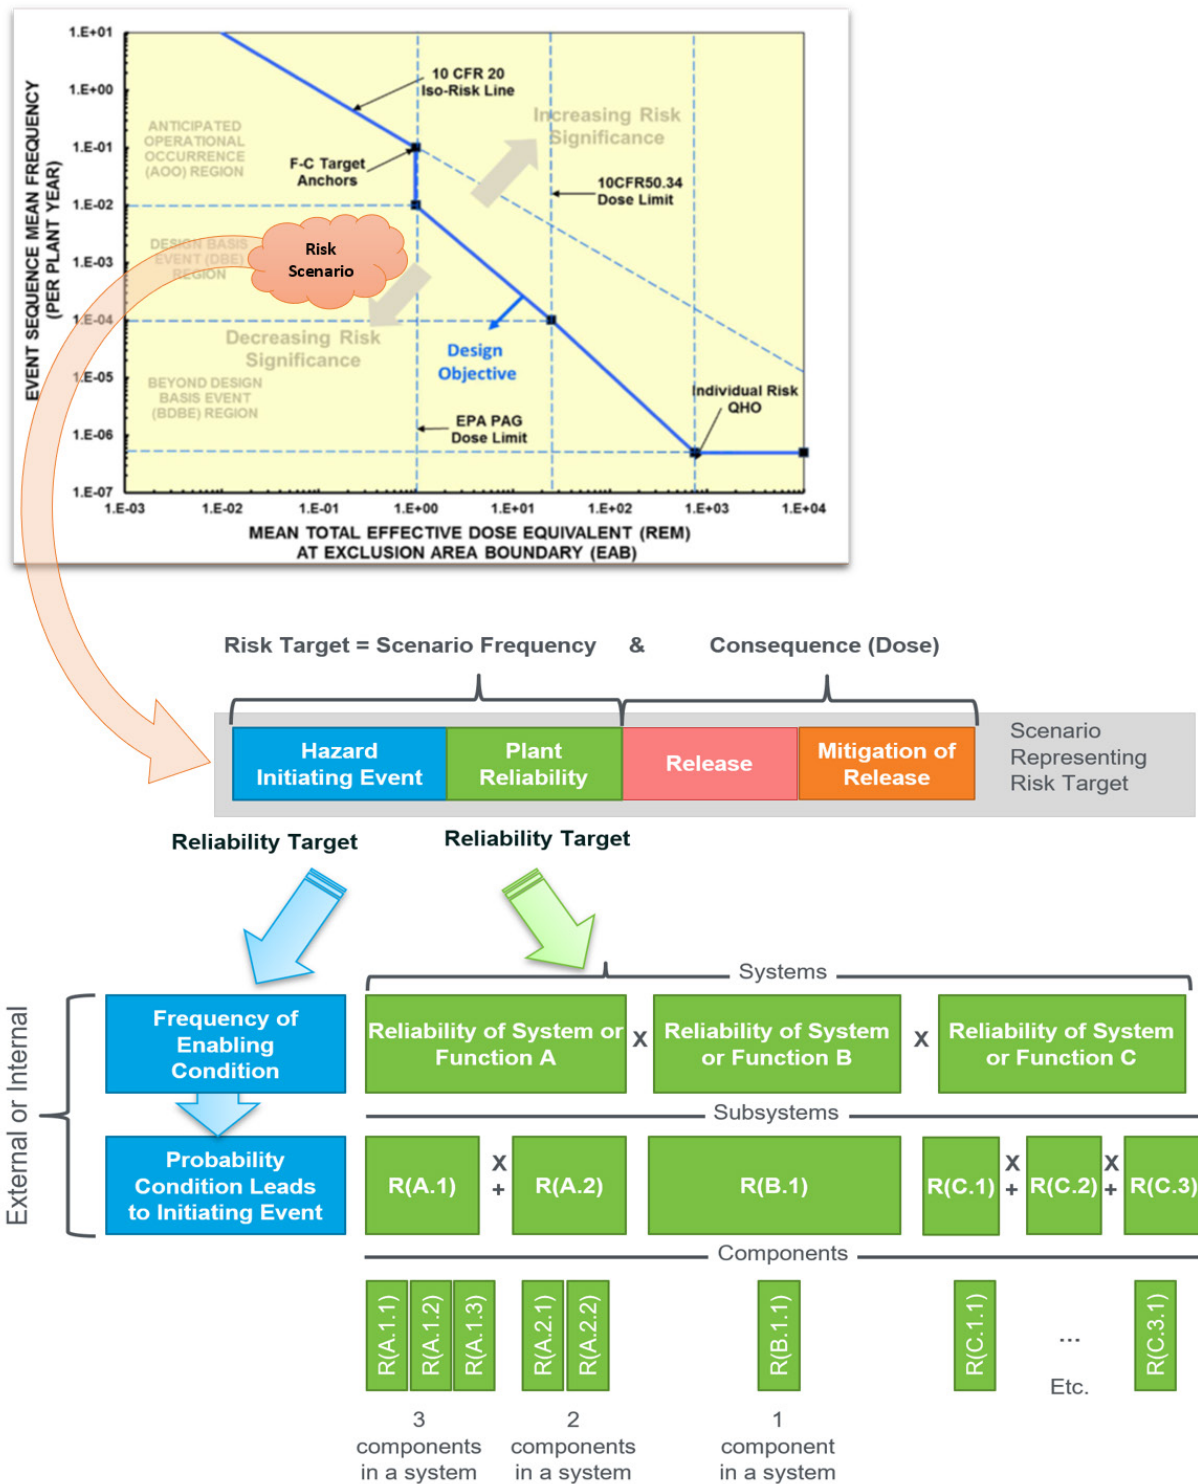 EVENT SEQUENCE MEAN FREQUENCY
(PER PLANT YEAR)
1.E+01
1.E+00
1.E-01
1.E-02
1.E-03
1.E-04
1.E-05
1.E-06
1.E-07
10 CFR 20
Iso-Risk Line
ANTICIPATED
OPERATIONAL
OCCURRENCE
(AOO) REGION
F-C Target
Anchors
Increasing Risk
Significance
10CFR50.34
Dose Limit
DESIGN BASIS
EVENT (DBE)
REGION
Risk
Scenario
Decreasing Risk
Significance
Design
Objective
BEYOND DESIGN
BASIS EVENT
(BDBE) REGION
EPA PAG
Dose Limit
Individual Risk
QHO
1.E-03
1.E-02
1.E-01
1.E+00
1.E+01
1.E+02
1.E+03
1.E+04
MEAN TOTAL EFFECTIVE DOSE EQUIVALENT (REM)
AT EXCLUSION AREA BOUNDARY (EAB)
Risk Target = Scenario Frequency & Consequence (Dose)
Hazard
Initiating Event
Plant
Reliability
Release
Mitigation of
Release
Scenario
Representing
Risk Target
Reliability Target
Reliability Target
External or Internal
Frequency of
Enabling
Condition
Probability
Condition Leads
to Initiating Event
Systems
Reliability of System or
Function A
X
Reliability of System
or Function B
X
Reliability of System
or Function C
Subsystems
R(A.1)
X
+
R(A.2)
R(B.1)
R(C.1)
X
+
R(C.2)
X
+
R(C.3)
Components
R(A.1.1)
R(A.1.2)
R(A.1.3)
R(A.2.1)
R(A.2.2)
R(B.1.1)
R(C.1.1)
...
Etc.
R(C.3.1)
3
components
in a system
2
components
in a system
1
component
in a system